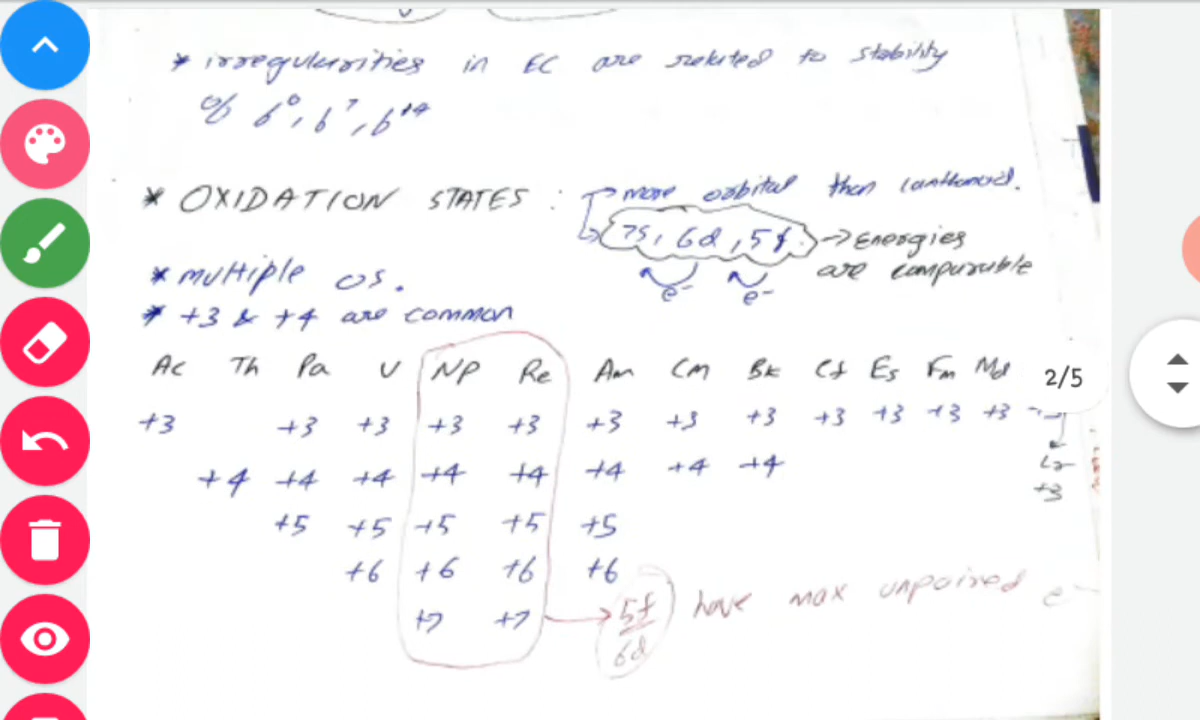 * irregularities in EC are related to stability
of f⁰, f⁷, f¹⁴
* OXIDATION STATES : more orbital than lanthanoid.
7s, 6d, 5f → Energies
are comparable
* multiple os.
e⁻ e⁻
* +3 & +4 are common
Ac Th Pa U NP Re Am Cm Bk Cf Es Fm Md
2/5
+3 +3 +3 +3 +3 +3 +3 +3 +3 +3 +3 +3
+4 +4 +4 +4 +4 +4 +4 +4
Lr
+3
+5 +5 +5 +5 +5
+6 +6 +6 +6
+7 +7 → 5f have max unpaired e⁻
6d